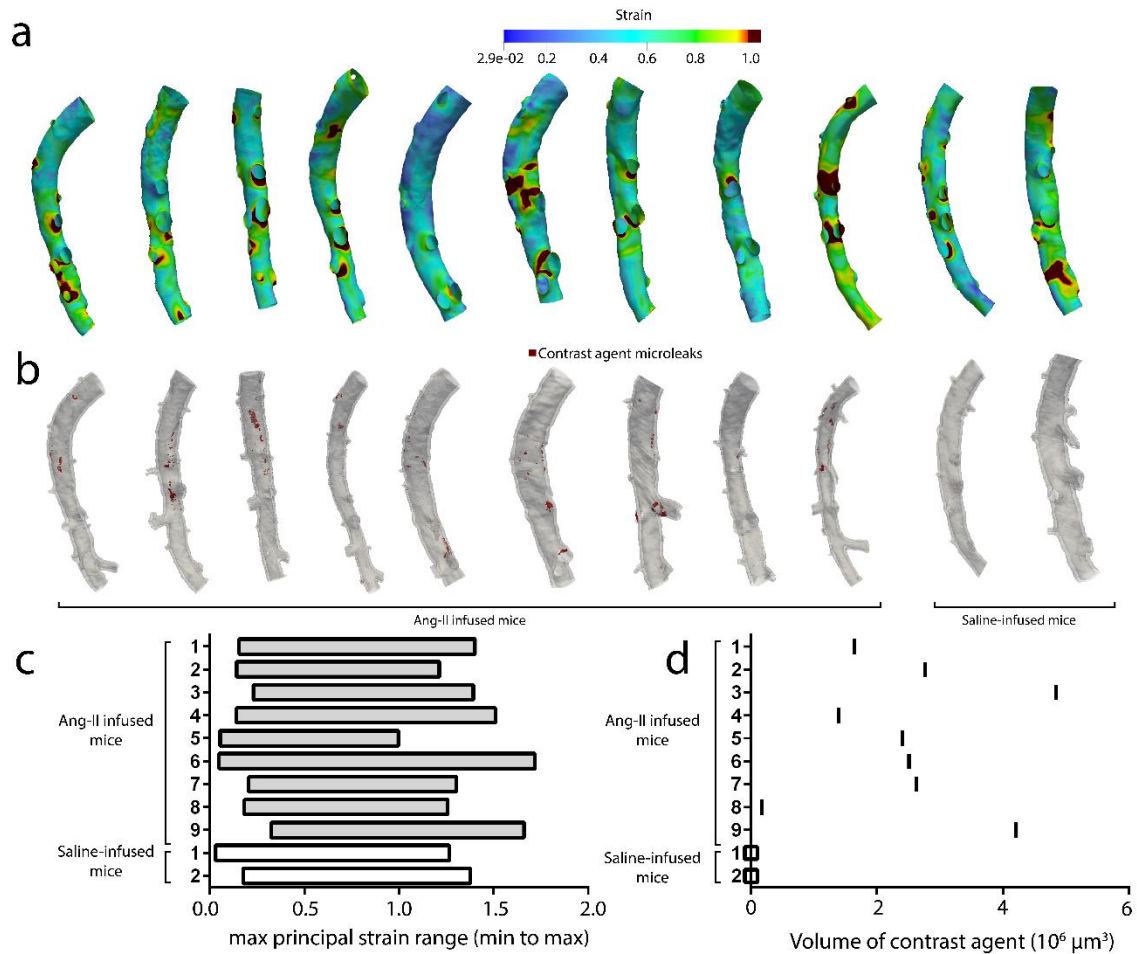 a
Strain
2.9e-02 0.2 0.4 0.6 0.8 1.0
b
Contrast agent microleaks
Ang-II infused mice
Saline-infused mice
c
1
2
3
4
5
6
7
8
9
1
2
Ang-II infused
mice
Saline-infused
mice
0.0 0.5 1.0 1.5 2.0
max principal strain range (min to max)
d
1
2
3
4
5
6
7
8
9
1
2
Ang-II infused
mice
Saline-infused
mice
0 2 4 6
Volume of contrast agent (10⁶ µm³)